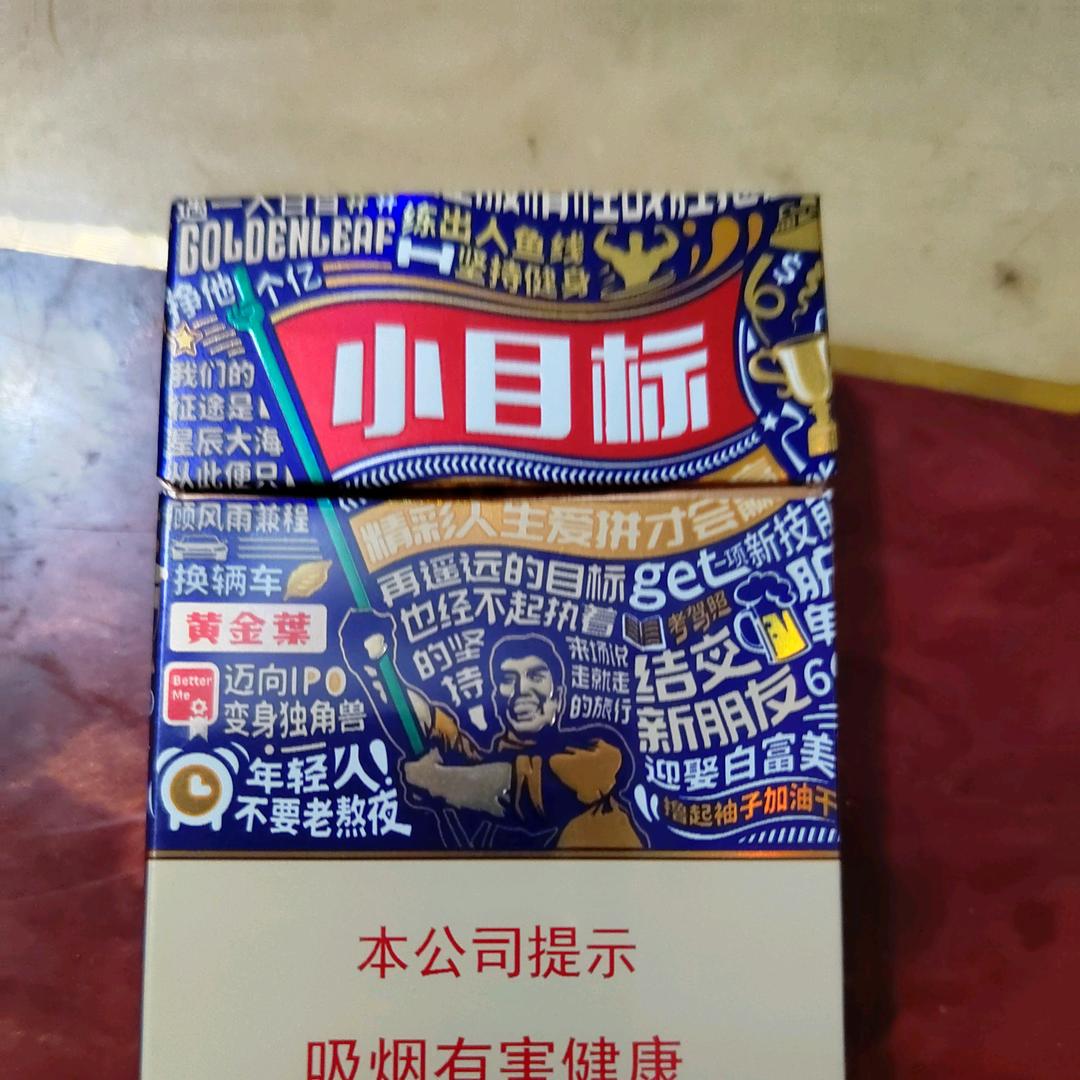 GOLDENLEAF
练出人鱼线
坚持健身
挣他一个亿
小目标
我们的
征途是
星辰大海
从此便只
顾风雨兼程
精彩人生爱拼才会赢
换辆车
黄金葉
再遥远的目标
也经不起执着
的坚
持
get一项新技能
考驾照
来场说
走就走
的旅行
结交
新朋友
Better
Me
迈向IPO
变身独角兽
迎娶白富美
年轻人!
不要老熬夜
撸起袖子加油干
本公司提示
吸烟有害健康